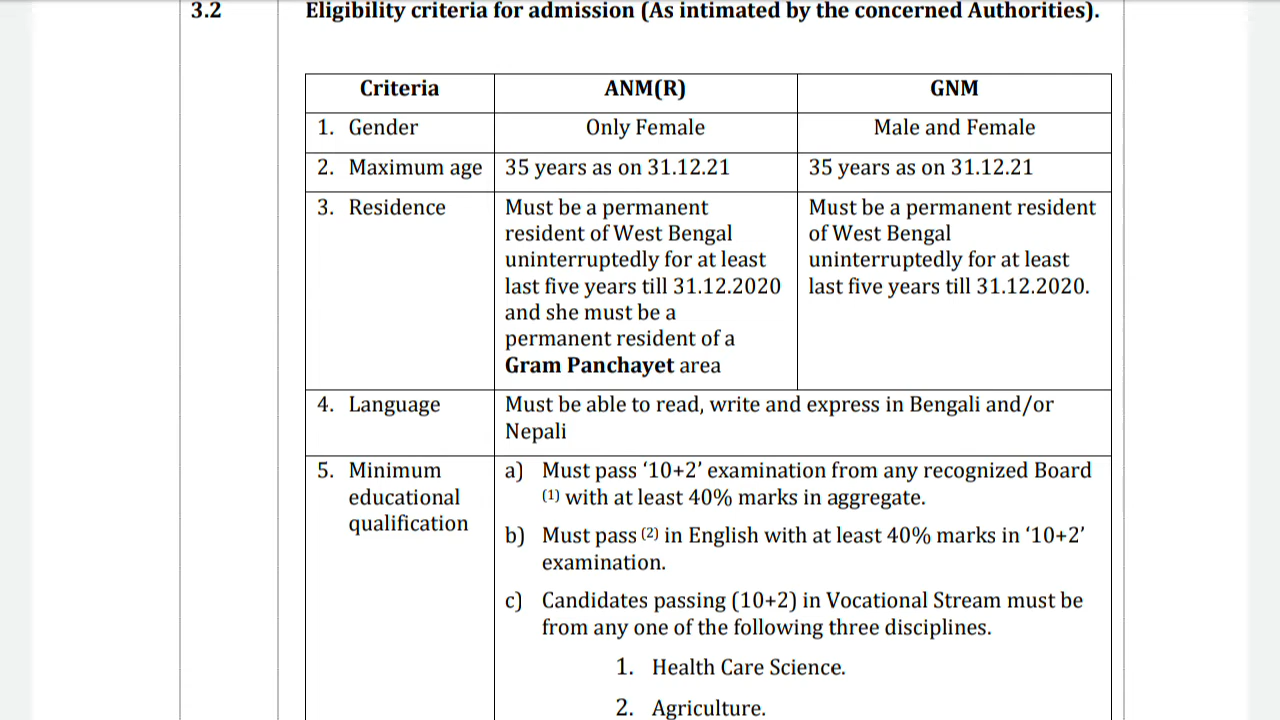 3.2 Eligibility criteria for admission (As intimated by the concerned Authorities).
Criteria ANM(R) GNM
1. Gender Only Female Male and Female
2. Maximum age 35 years as on 31.12.21 35 years as on 31.12.21
3. Residence Must be a permanent Must be a permanent resident
resident of West Bengal of West Bengal
uninterruptedly for at least uninterruptedly for at least
last five years till 31.12.2020 last five years till 31.12.2020.
and she must be a
permanent resident of a
Gram Panchayet area
4. Language Must be able to read, write and express in Bengali and/or
Nepali
5. Minimum a) Must pass ‘10+2’ examination from any recognized Board
educational (1) with at least 40% marks in aggregate.
qualification
b) Must pass (2) in English with at least 40% marks in ‘10+2’
examination.
c) Candidates passing (10+2) in Vocational Stream must be
from any one of the following three disciplines.
1. Health Care Science.
2. Agriculture.